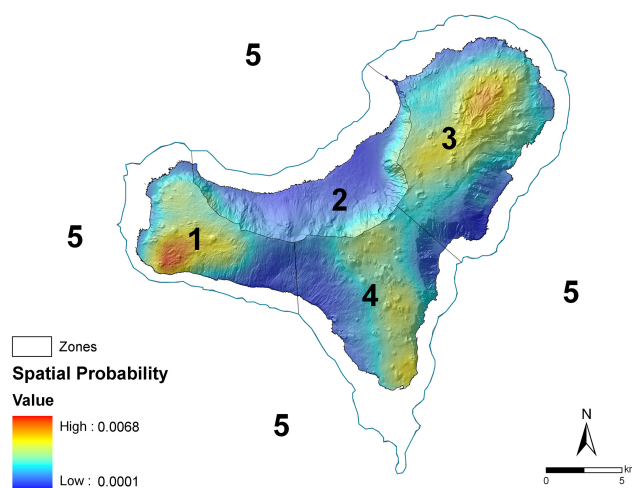 5
3
2
5
1
5
4
Zones
Spatial Probability
Value
High : 0.0068
Low : 0.0001
5
N
0 5 km